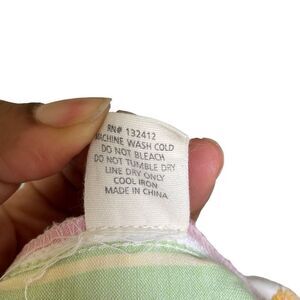 RN# 132412
MACHINE WASH COLD
DO NOT BLEACH
DO NOT TUMBLE DRY
LINE DRY ONLY
COOL IRON
MADE IN CHINA